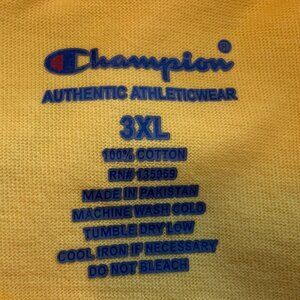 Champion®
AUTHENTIC ATHLETICWEAR
3XL
100% COTTON
RN# 135969
MADE IN PAKISTAN
MACHINE WASH COLD
TUMBLE DRY LOW
COOL IRON IF NECESSARY
DO NOT BLEACH